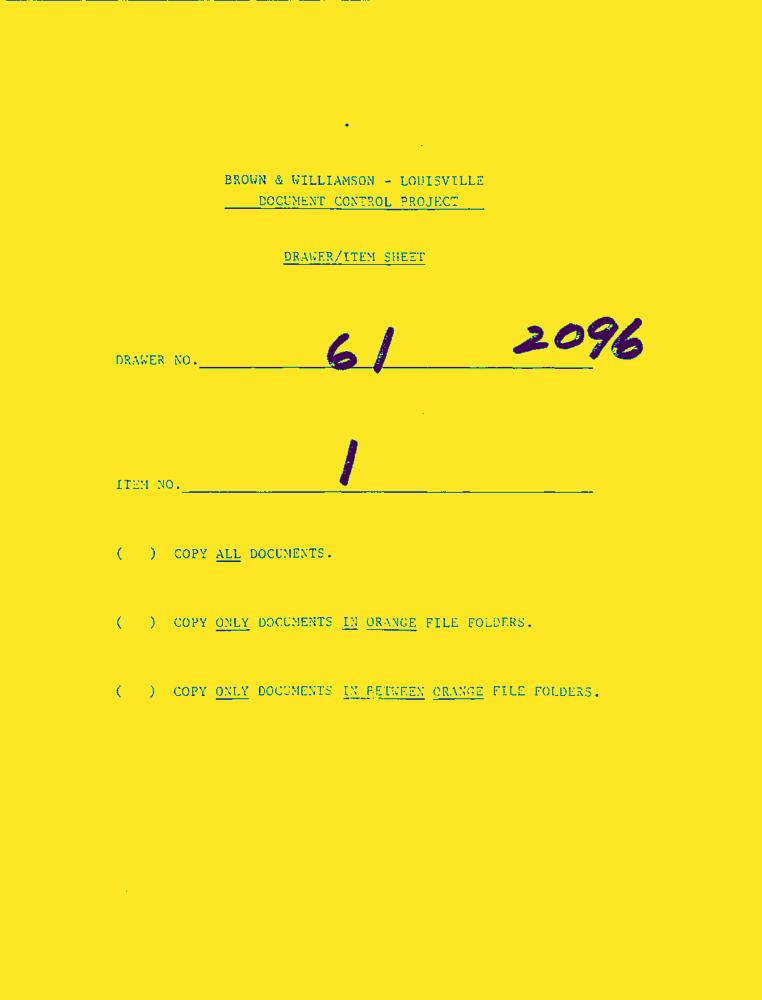 BROWN & WILLIAMSON - LOUISVILLE
DOCUMENT CONTROL PROJECT
DRAWER/ITEM SHEET
DRAWER NO. 61 2096
ITEM NO. 1
( ) COPY ALL DOCUMENTS.
( ) COPY ONLY DOCUMENTS IN ORANGE FILE FOLDERS.
( ) COPY ONLY DOCUMENTS IN BETWEEN ORANGE FILE FOLDERS.